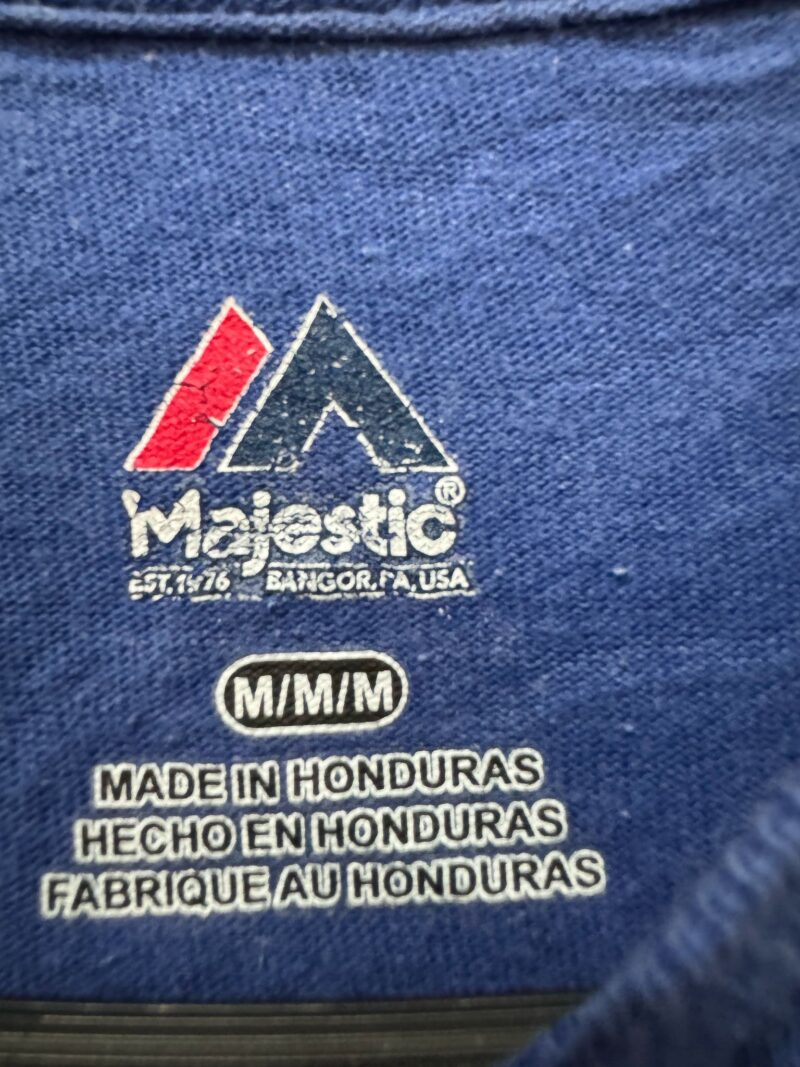 Majestic®
EST. 1976 BANGOR, PA, USA
M/M/M
MADE IN HONDURAS
HECHO EN HONDURAS
FABRIQUE AU HONDURAS